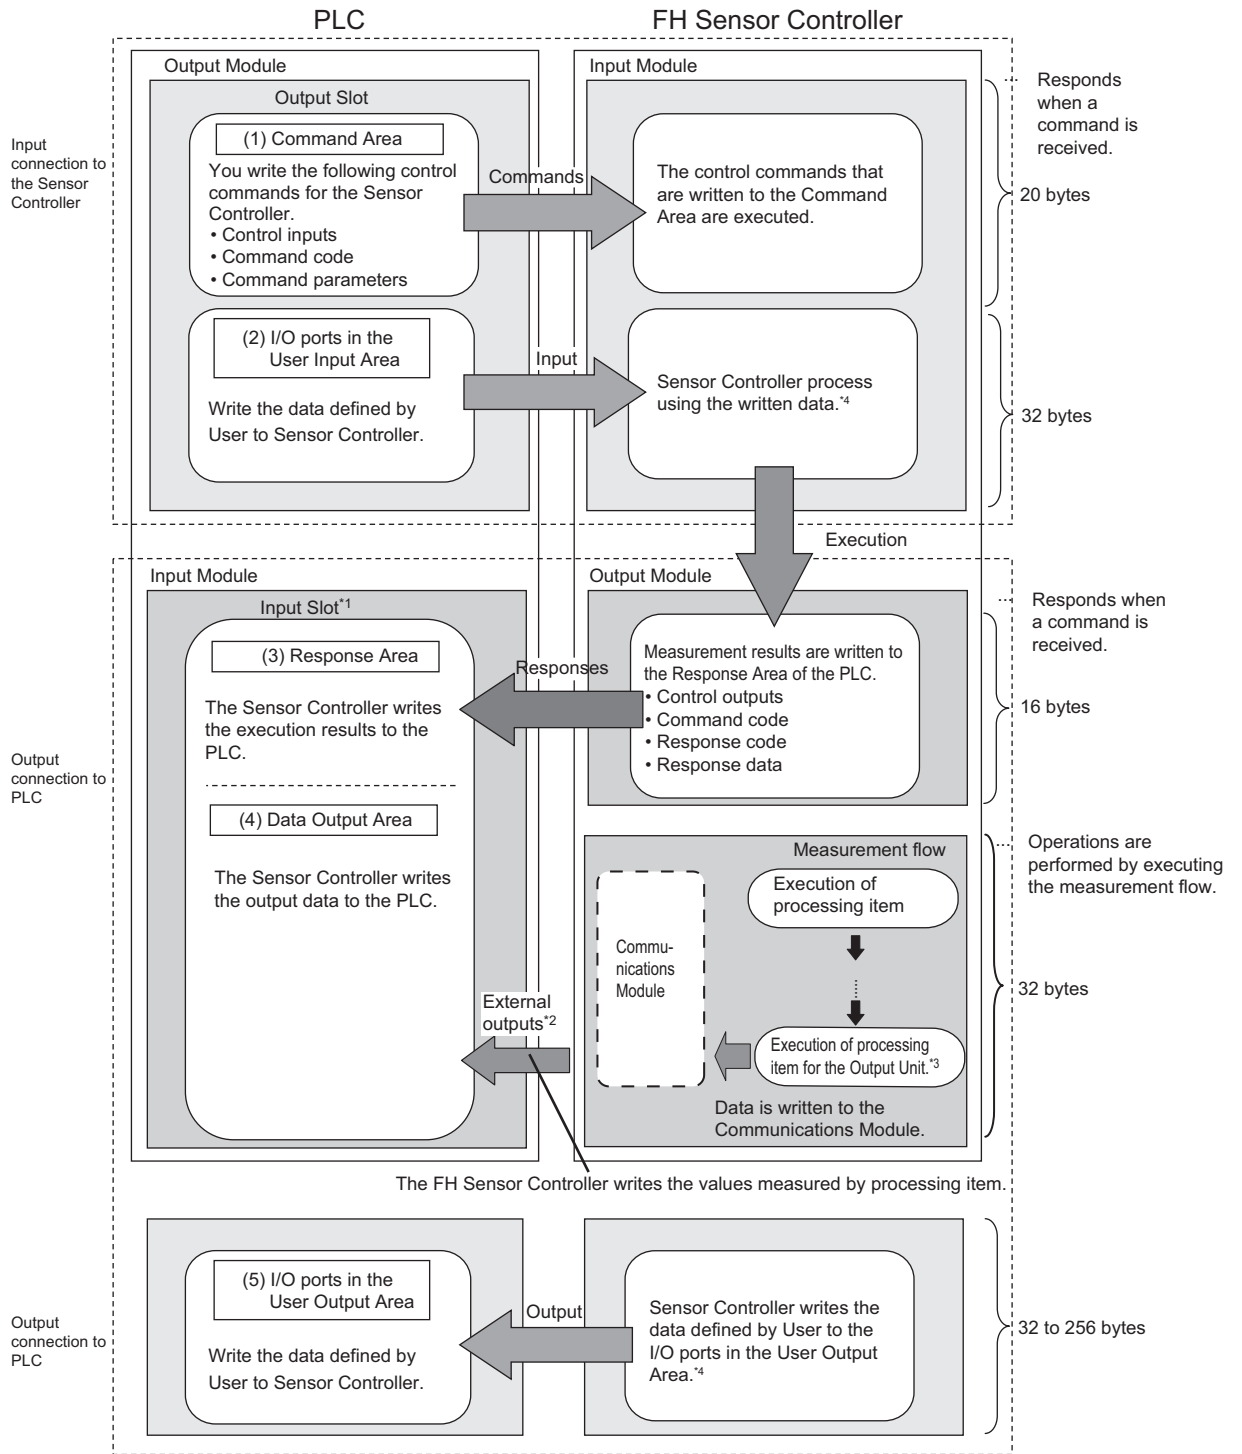 PLC
FH Sensor Controller
Output Module
Input Module
Output Slot
Responds
when a
command is
received.
Input
connection to
the Sensor
Controller
(1) Command Area
You write the following control
commands for the Sensor
Controller.
• Control inputs
• Command code
• Command parameters
Commands
The control commands that
are written to the Command
Area are executed.
20 bytes
(2) I/O ports in the
User Input Area
Write the data defined by
User to Sensor Controller.
Input
Sensor Controller process
using the written data.*4
32 bytes
Execution
Input Module
Output Module
Input Slot*1
Responds when
a command is
received.
(3) Response Area
The Sensor Controller writes
the execution results to the
PLC.
Responses
Measurement results are written to
the Response Area of the PLC.
• Control outputs
• Command code
• Response code
• Response data
16 bytes
Output
connection to
PLC
(4) Data Output Area
The Sensor Controller writes
the output data to the PLC.
Measurement flow
Operations are
performed by executing
the measurement flow.
Execution of
processing item
Commu-
nications
Module
32 bytes
External
outputs*2
Execution of processing
item for the Output Unit.*3
Data is written to the
Communications Module.
The FH Sensor Controller writes the values measured by processing item.
Output
connection to
PLC
(5) I/O ports in the
User Output Area
Write the data defined by
User to Sensor Controller.
Output
Sensor Controller writes the
data defined by User to the
I/O ports in the User Output
Area.*4
32 to 256 bytes